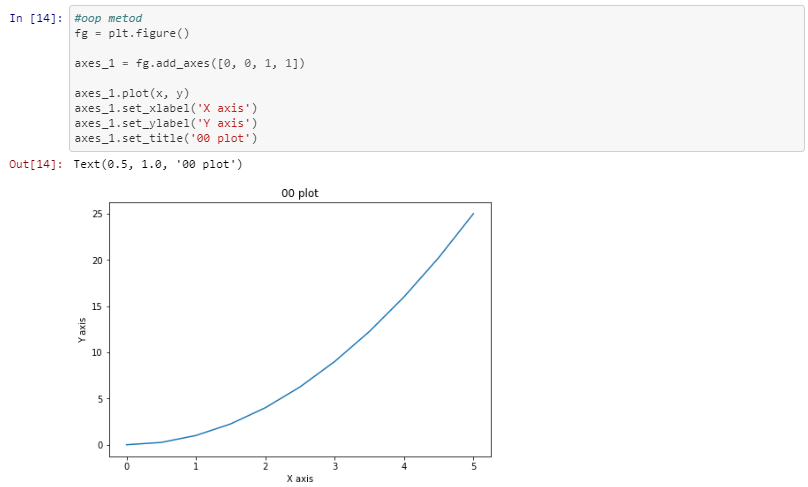 In [14]: #oop metod
fg = plt.figure()
axes_1 = fg.add_axes([0, 0, 1, 1])
axes_1.plot(x, y)
axes_1.set_xlabel('X axis')
axes_1.set_ylabel('Y axis')
axes_1.set_title('00 plot')
Out[14]: Text(0.5, 1.0, '00 plot')
00 plot
25
20
15
10
5
0
Y axis
0 1 2 3 4 5
X axis